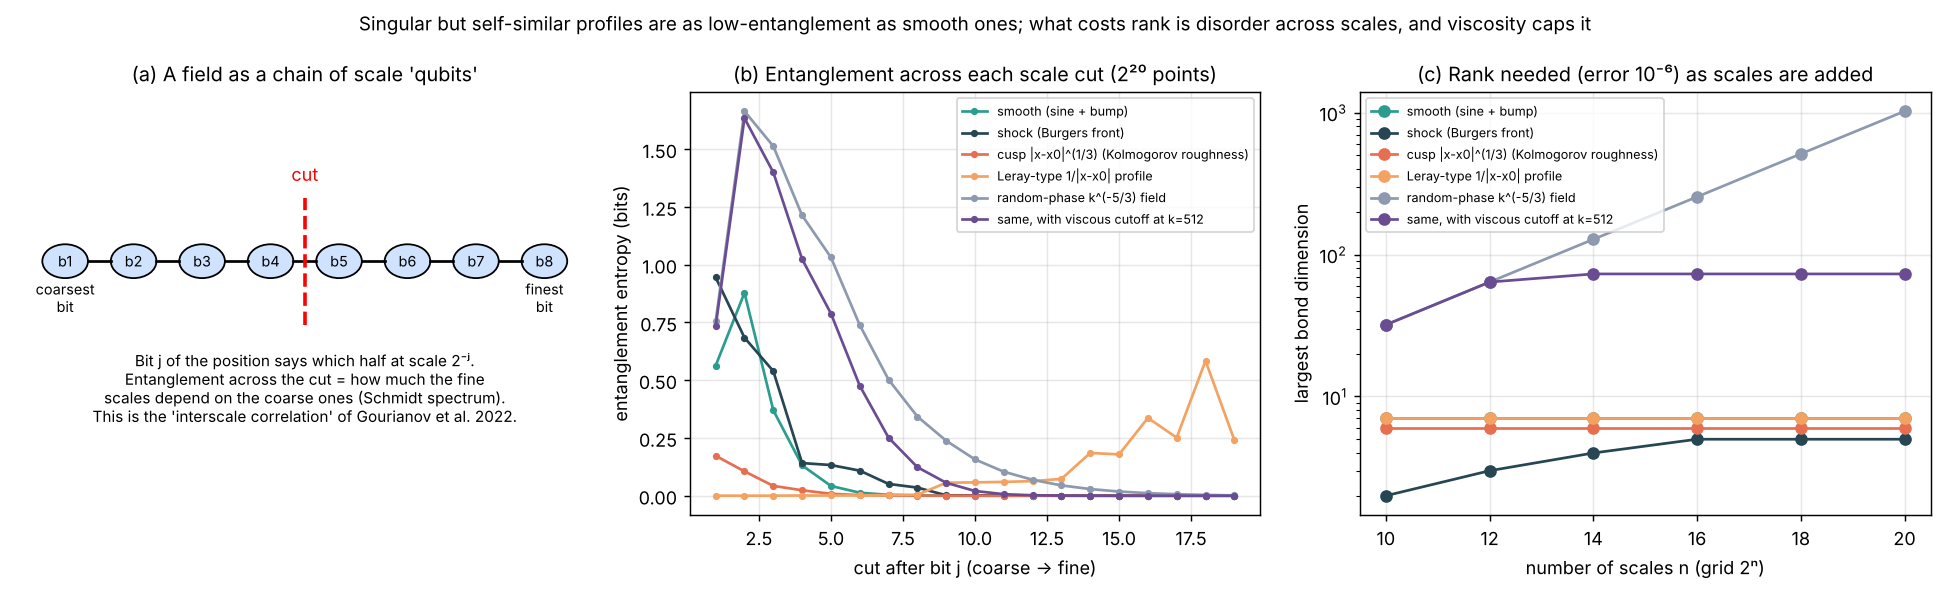 Singular but self-similar profiles are as low-entanglement as smooth ones; what costs rank is disorder across scales, and viscosity caps it
(a) A field as a chain of scale 'qubits'
cut
b1
b2
b3
b4
b5
b6
b7
b8
coarsest
bit
finest
bit
Bit j of the position says which half at scale 2⁻ʲ.
Entanglement across the cut = how much the fine
scales depend on the coarse ones (Schmidt spectrum).
This is the 'interscale correlation' of Gourianov et al. 2022.
(b) Entanglement across each scale cut (2²⁰ points)
entanglement entropy (bits)
1.50
1.25
1.00
0.75
0.50
0.25
0.00
smooth (sine + bump)
shock (Burgers front)
cusp |x-x0|^(1/3) (Kolmogorov roughness)
Leray-type 1/|x-x0| profile
random-phase k^(-5/3) field
same, with viscous cutoff at k=512
2.5
5.0
7.5
10.0
12.5
15.0
17.5
cut after bit j (coarse → fine)
(c) Rank needed (error 10⁻⁶) as scales are added
largest bond dimension
10³
10²
10¹
smooth (sine + bump)
shock (Burgers front)
cusp |x-x0|^(1/3) (Kolmogorov roughness)
Leray-type 1/|x-x0| profile
random-phase k^(-5/3) field
same, with viscous cutoff at k=512
10
12
14
16
18
20
number of scales n (grid 2ⁿ)